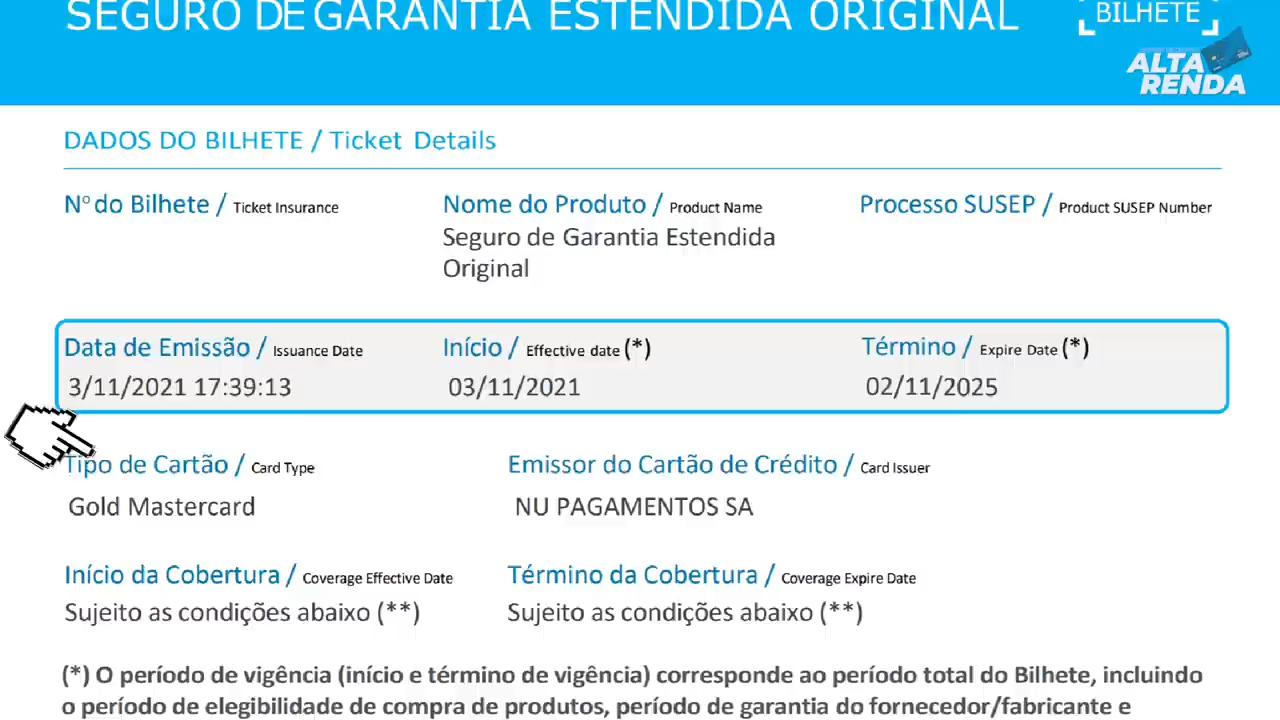 SEGURO DE GARANTIA ESTENDIDA ORIGINAL
BILHETE
ALTA
RENDA
DADOS DO BILHETE / Ticket Details
Nº do Bilhete / Ticket Insurance
Nome do Produto / Product Name
Processo SUSEP / Product SUSEP Number
Seguro de Garantia Estendida
Original
Data de Emissão / Issuance Date
Início / Effective date (*)
Término / Expire Date (*)
3/11/2021 17:39:13
03/11/2021
02/11/2025
Tipo de Cartão / Card Type
Emissor do Cartão de Crédito / Card Issuer
Gold Mastercard
NU PAGAMENTOS SA
Início da Cobertura / Coverage Effective Date
Término da Cobertura / Coverage Expire Date
Sujeito as condições abaixo (**)
Sujeito as condições abaixo (**)
(*) O período de vigência (início e término de vigência) corresponde ao período total do Bilhete, incluindo
o período de elegibilidade de compra de produtos, período de garantia do fornecedor/fabricante e